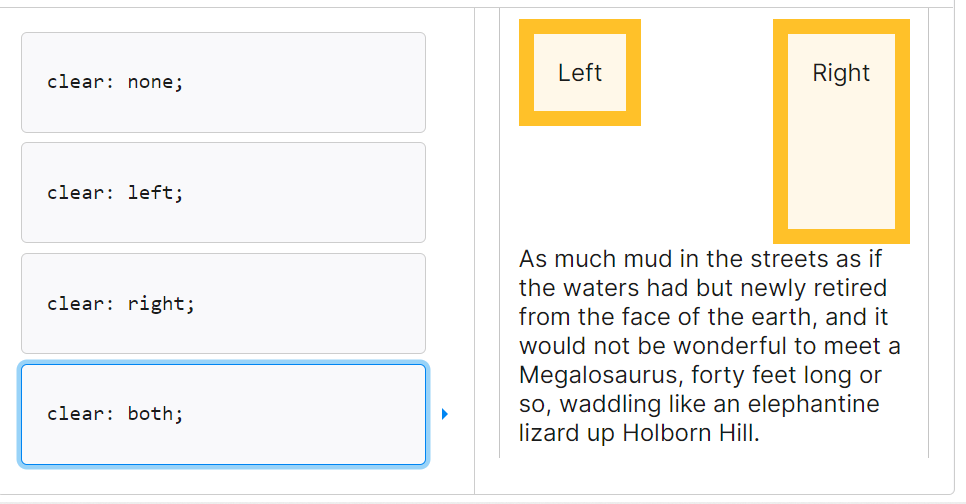 clear: none;
clear: left;
clear: right;
clear: both;
Left
Right
As much mud in the streets as if
the waters had but newly retired
from the face of the earth, and it
would not be wonderful to meet a
Megalosaurus, forty feet long or
so, waddling like an elephantine
lizard up Holborn Hill.